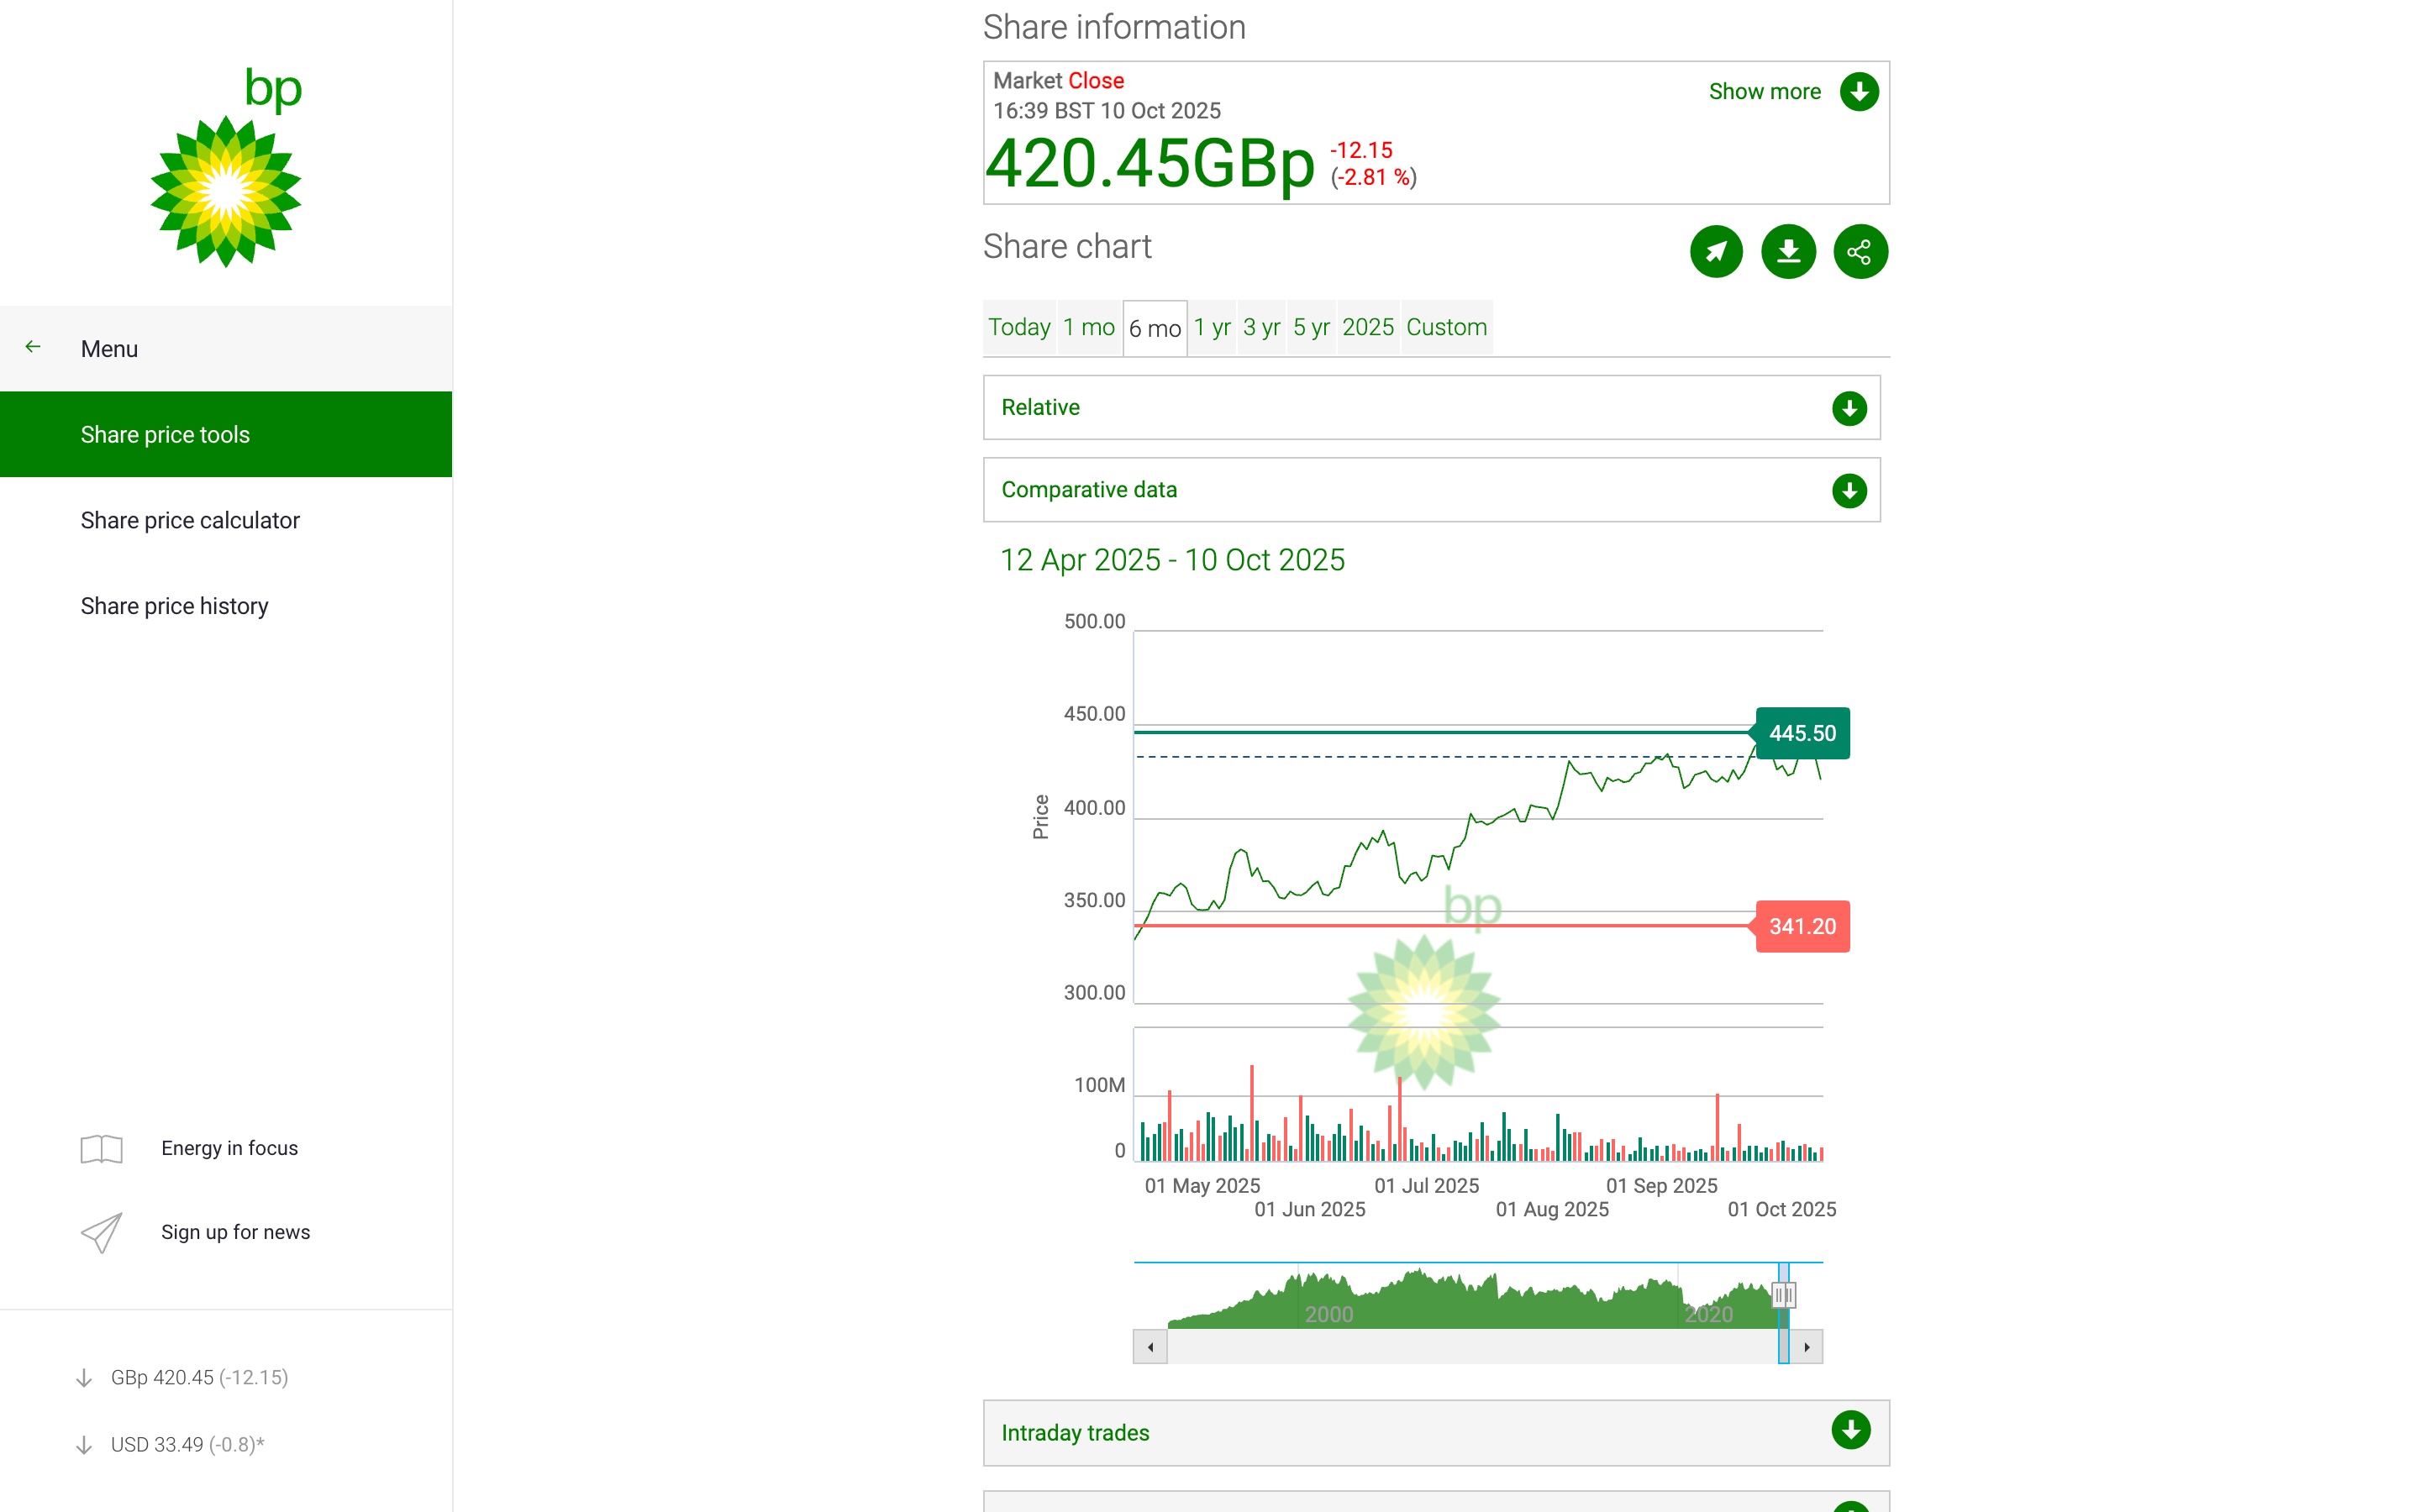 bp
Menu
Share price tools
Share price calculator
Share price history
Energy in focus
Sign up for news
GBp 420.45 (-12.15)
USD 33.49 (-0.8)*
Share information
Market Close
16:39 BST 10 Oct 2025
Show more
420.45GBp
-12.15
(-2.81 %)
Share chart
Today 1 mo 6 mo 1 yr 3 yr 5 yr 2025 Custom
Relative
Comparative data
12 Apr 2025 - 10 Oct 2025
500.00
450.00
445.50
400.00
Price
350.00
bp
341.20
300.00
100M
0
01 May 2025 01 Jul 2025 01 Sep 2025
01 Jun 2025 01 Aug 2025 01 Oct 2025
2000 2020
Intraday trades